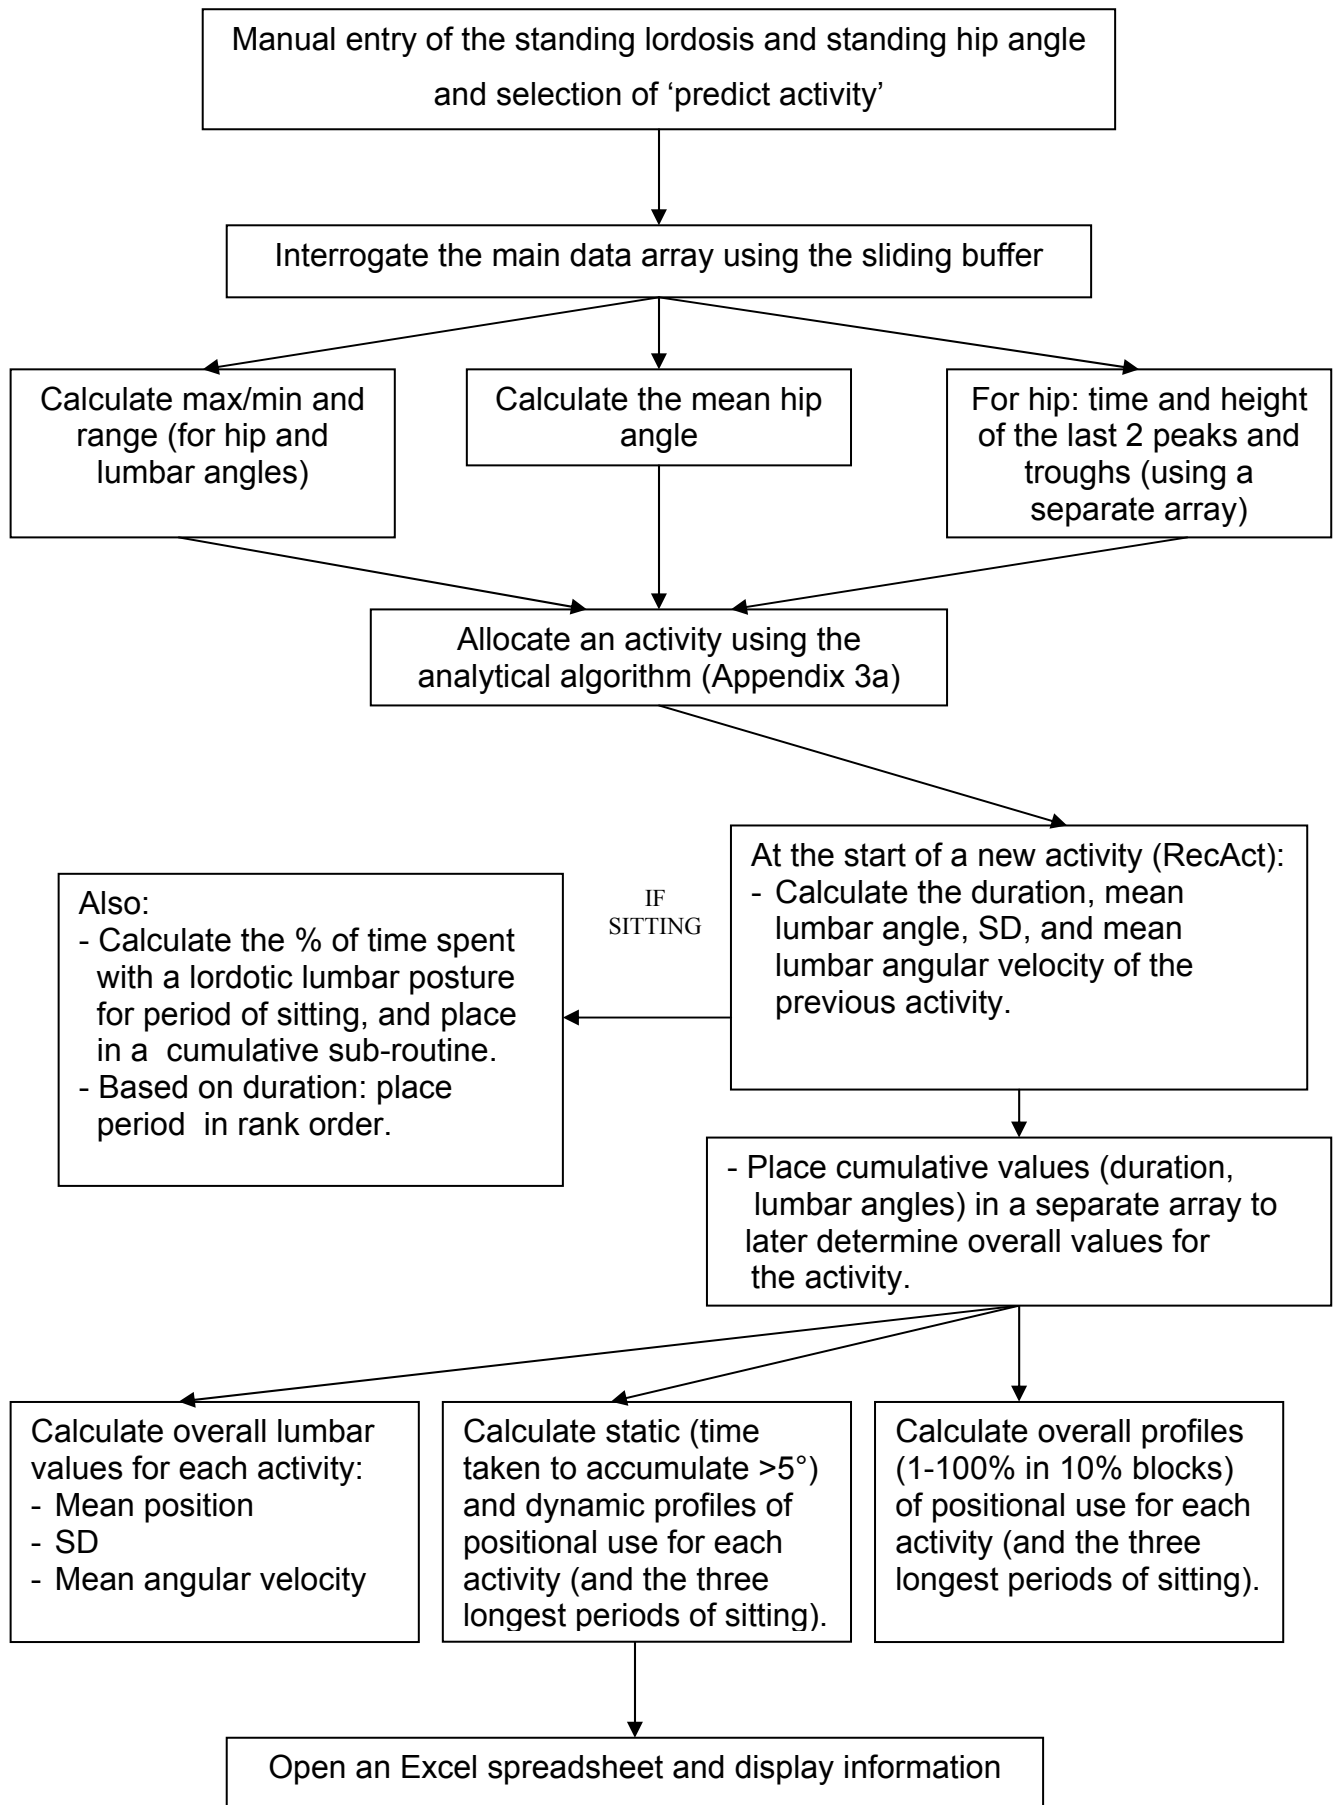 Manual entry of the standing lordosis and standing hip angle
and selection of ‘predict activity’
Interrogate the main data array using the sliding buffer
Calculate max/min and
range (for hip and
lumbar angles)
Calculate the mean hip
angle
For hip: time and height
of the last 2 peaks and
troughs (using a
separate array)
Allocate an activity using the
analytical algorithm (Appendix 3a)
At the start of a new activity (RecAct):
- Calculate the duration, mean
lumbar angle, SD, and mean
lumbar angular velocity of the
previous activity.
IF
SITTING
Also:
- Calculate the % of time spent
with a lordotic lumbar posture
for period of sitting, and place
in a cumulative sub-routine.
- Based on duration: place
period in rank order.
- Place cumulative values (duration,
lumbar angles) in a separate array to
later determine overall values for
the activity.
Calculate overall lumbar
values for each activity:
- Mean position
- SD
- Mean angular velocity
Calculate static (time
taken to accumulate >5°)
and dynamic profiles of
positional use for each
activity (and the three
longest periods of sitting).
Calculate overall profiles
(1-100% in 10% blocks)
of positional use for each
activity (and the three
longest periods of sitting).
Open an Excel spreadsheet and display information